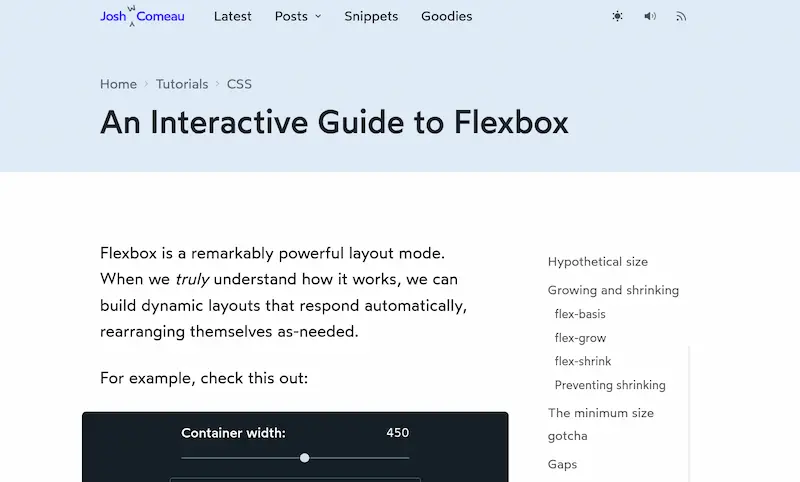 Josh W Comeau
Latest
Posts
Snippets
Goodies
Home › Tutorials › CSS
An Interactive Guide to Flexbox
Flexbox is a remarkably powerful layout mode.
When we truly understand how it works, we can
build dynamic layouts that respond automatically,
rearranging themselves as-needed.
For example, check this out:
Container width: 450
Hypothetical size
Growing and shrinking
flex-basis
flex-grow
flex-shrink
Preventing shrinking
The minimum size
gotcha
Gaps